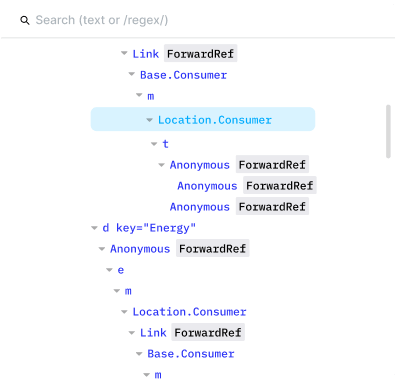 Search (text or /regex/)
Link ForwardRef
Base.Consumer
m
Location.Consumer
t
Anonymous ForwardRef
Anonymous ForwardRef
Anonymous ForwardRef
d key="Energy"
Anonymous ForwardRef
e
m
Location.Consumer
Link ForwardRef
Base.Consumer
m